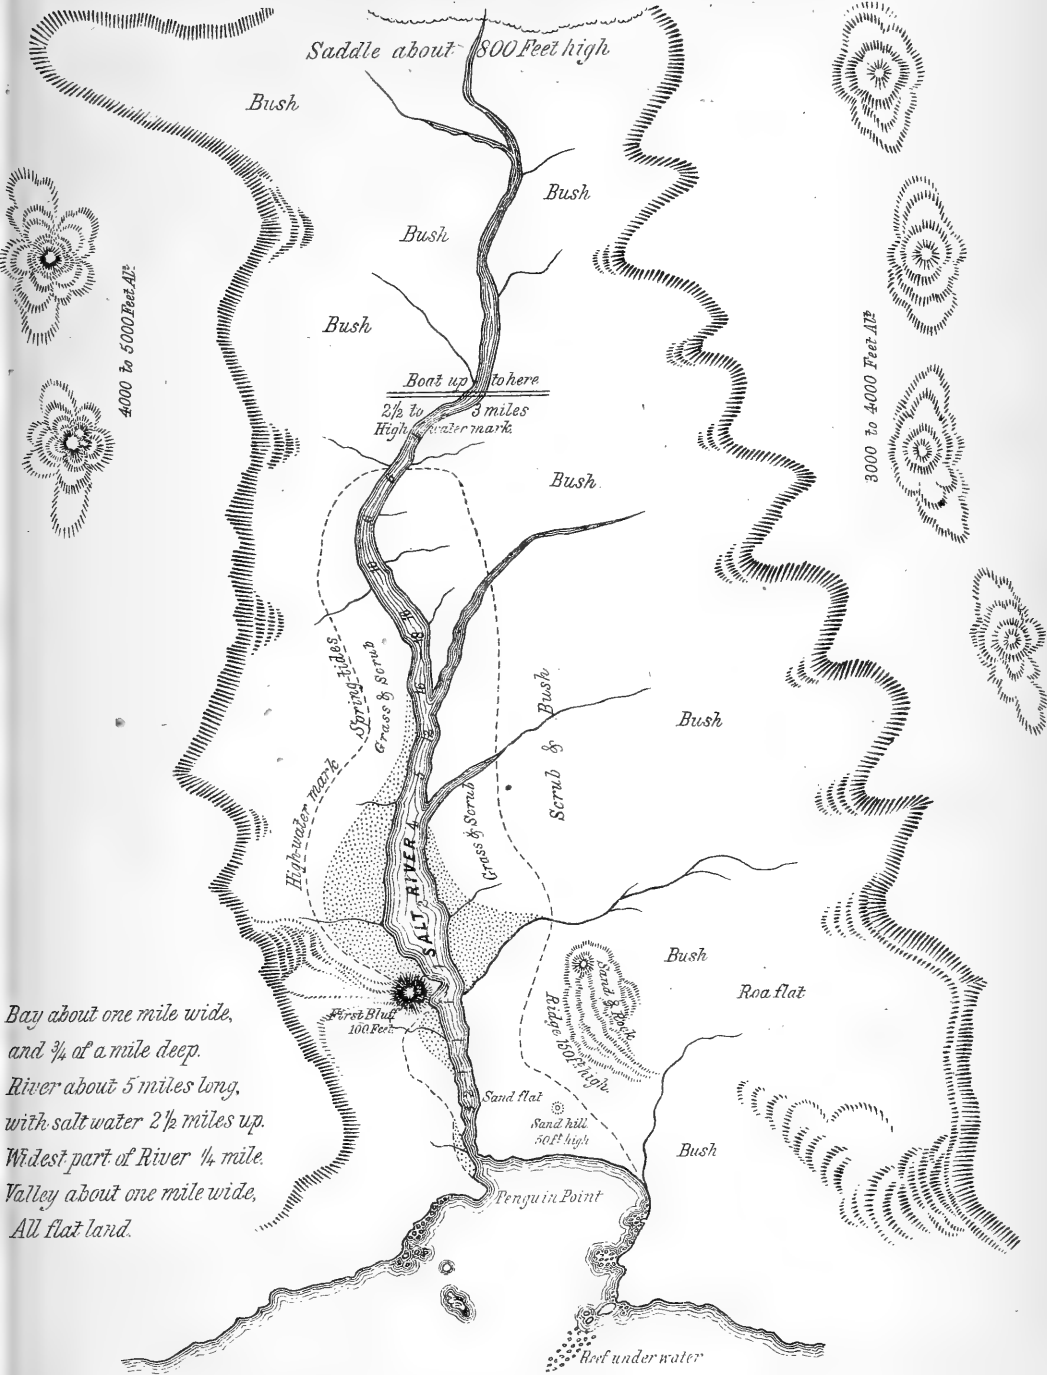 Saddle about 800 Feet high
Bush
Bush
Bush
Bush
4000 to 5000 Feet Alt.
3000 to 4000 Feet Alt.
Boat up to here
2½ to 3 miles
High water mark.
Bush
Spring-tides
Grass & Scrub
High-water mark
Grass & Scrub
Scrub & Bush
Bush
SALT RIVER
Bush
Roa flat
Sand & Rock
Ridge 150 ft high.
First Bluff
100 Feet
Sand flat
Sand hill
50 ft high
Bush
Penguin Point
Reef under water
Bay about one mile wide,
and ¾ of a mile deep.
River about 5 miles long,
with salt water 2½ miles up.
Widest part of River ¼ mile.
Valley about one mile wide,
All flat land.